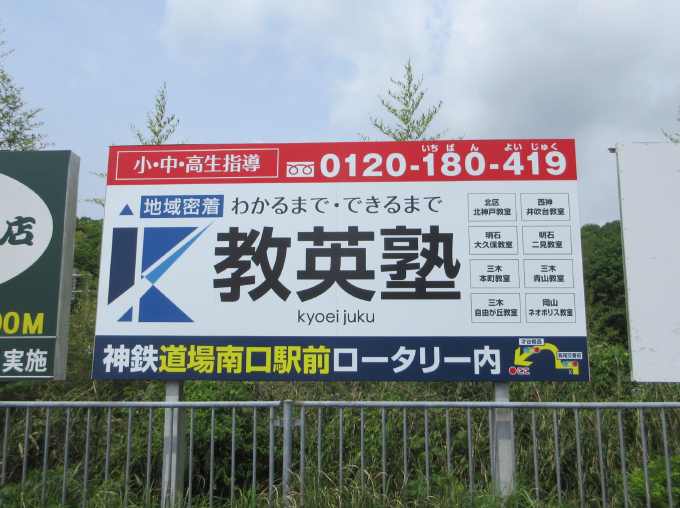 小・中・高生指導
いちばん よいじゅく
0120-180-419
地域密着 わかるまで・できるまで
教英塾
kyoei juku
北区
北神戸教室
西神
井吹台教室
明石
大久保教室
明石
二見教室
三木
本町教室
三木
青山教室
三木
自由が丘教室
岡山
ネオポリス教室
神鉄道場南口駅前ロータリー内
ここ
店
00M
実施